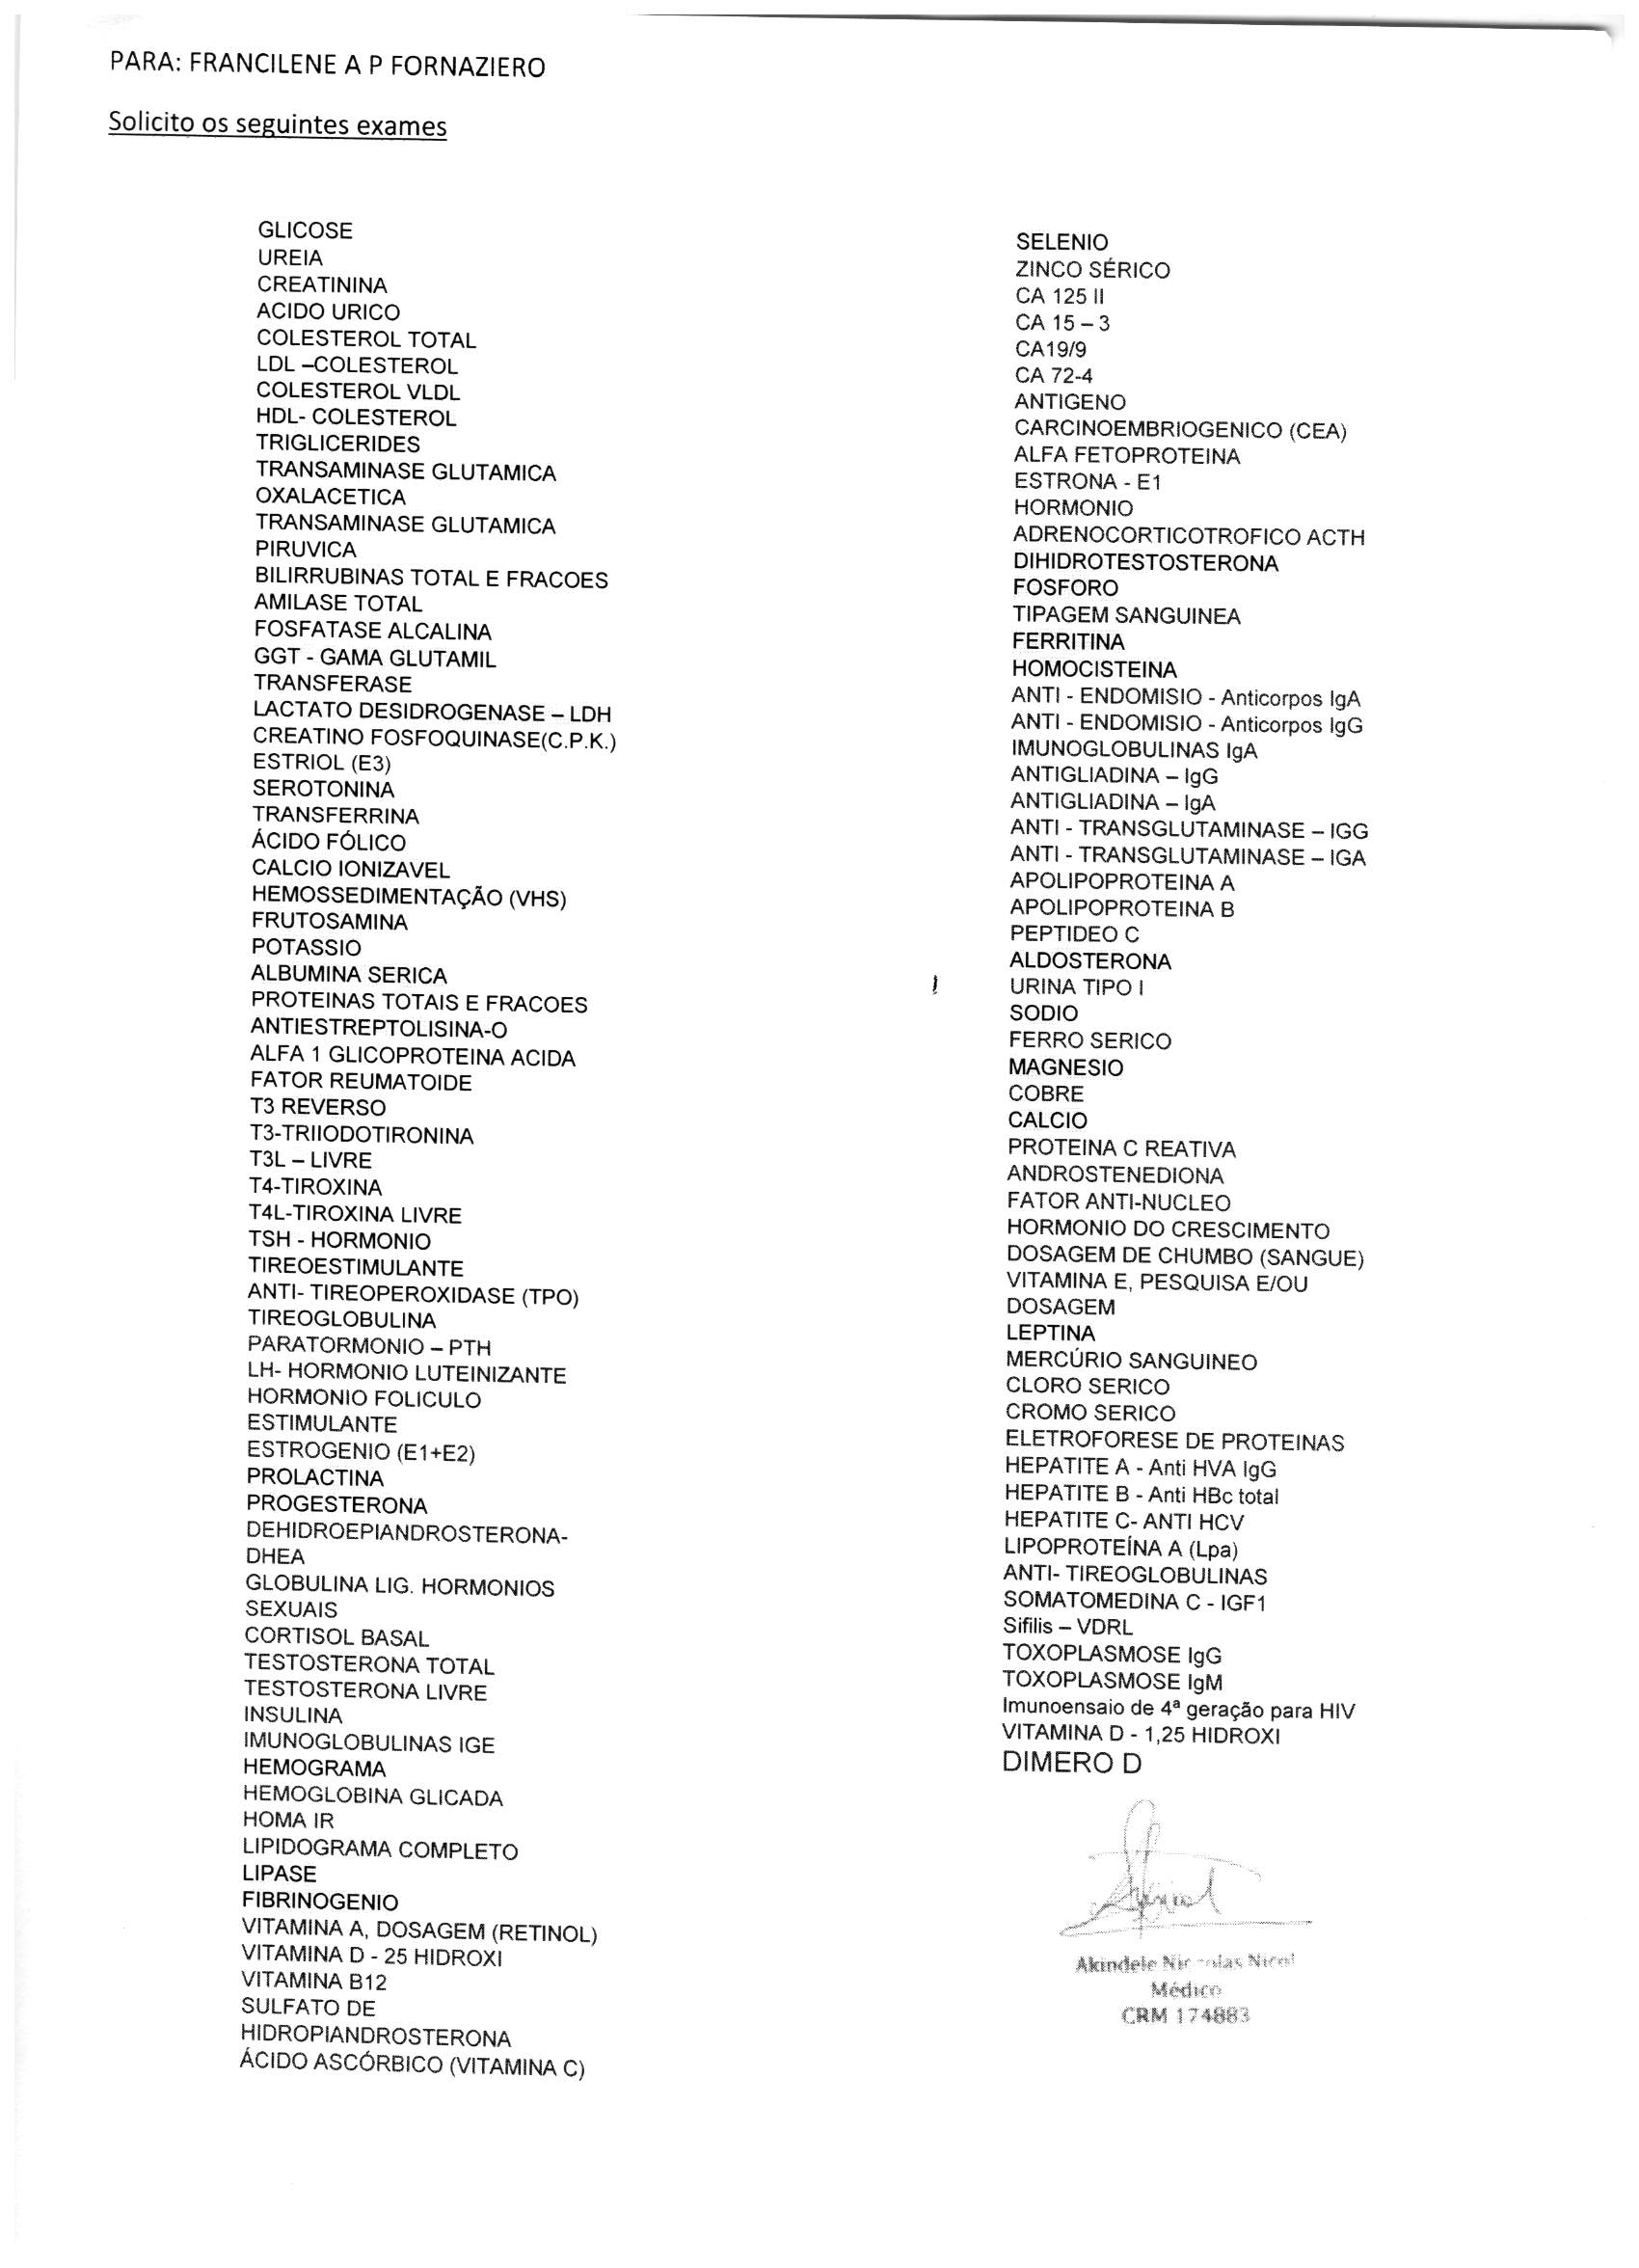 PARA: FRANCILENE A P FORNAZIERO
Solicito os seguintes exames
GLICOSE
UREIA
CREATININA
ACIDO URICO
COLESTEROL TOTAL
LDL –COLESTEROL
COLESTEROL VLDL
HDL- COLESTEROL
TRIGLICERIDES
TRANSAMINASE GLUTAMICA
OXALACETICA
TRANSAMINASE GLUTAMICA
PIRUVICA
BILIRRUBINAS TOTAL E FRACOES
AMILASE TOTAL
FOSFATASE ALCALINA
GGT - GAMA GLUTAMIL
TRANSFERASE
LACTATO DESIDROGENASE – LDH
CREATINO FOSFOQUINASE(C.P.K.)
ESTRIOL (E3)
SEROTONINA
TRANSFERRINA
ÁCIDO FÓLICO
CALCIO IONIZAVEL
HEMOSSEDIMENTAÇÃO (VHS)
FRUTOSAMINA
POTASSIO
ALBUMINA SERICA
PROTEINAS TOTAIS E FRACOES
ANTIESTREPTOLISINA-O
ALFA 1 GLICOPROTEINA ACIDA
FATOR REUMATOIDE
T3 REVERSO
T3-TRIIODOTIRONINA
T3L – LIVRE
T4-TIROXINA
T4L-TIROXINA LIVRE
TSH - HORMONIO
TIREOESTIMULANTE
ANTI- TIREOPEROXIDASE (TPO)
TIREOGLOBULINA
PARATORMONIO – PTH
LH- HORMONIO LUTEINIZANTE
HORMONIO FOLICULO
ESTIMULANTE
ESTROGENIO (E1+E2)
PROLACTINA
PROGESTERONA
DEHIDROEPIANDROSTERONA-
DHEA
GLOBULINA LIG. HORMONIOS
SEXUAIS
CORTISOL BASAL
TESTOSTERONA TOTAL
TESTOSTERONA LIVRE
INSULINA
IMUNOGLOBULINAS IGE
HEMOGRAMA
HEMOGLOBINA GLICADA
HOMA IR
LIPIDOGRAMA COMPLETO
LIPASE
FIBRINOGENIO
VITAMINA A, DOSAGEM (RETINOL)
VITAMINA D - 25 HIDROXI
VITAMINA B12
SULFATO DE
HIDROPIANDROSTERONA
ÁCIDO ASCÓRBICO (VITAMINA C)
SELENIO
ZINCO SÉRICO
CA 125 II
CA 15 – 3
CA19/9
CA 72-4
ANTIGENO
CARCINOEMBRIOGENICO (CEA)
ALFA FETOPROTEINA
ESTRONA - E1
HORMONIO
ADRENOCORTICOTROFICO ACTH
DIHIDROTESTOSTERONA
FOSFORO
TIPAGEM SANGUINEA
FERRITINA
HOMOCISTEINA
ANTI - ENDOMISIO - Anticorpos IgA
ANTI - ENDOMISIO - Anticorpos IgG
IMUNOGLOBULINAS IgA
ANTIGLIADINA – IgG
ANTIGLIADINA – IgA
ANTI - TRANSGLUTAMINASE – IGG
ANTI - TRANSGLUTAMINASE – IGA
APOLIPOPROTEINA A
APOLIPOPROTEINA B
PEPTIDEO C
ALDOSTERONA
URINA TIPO I
SODIO
FERRO SERICO
MAGNESIO
COBRE
CALCIO
PROTEINA C REATIVA
ANDROSTENEDIONA
FATOR ANTI-NUCLEO
HORMONIO DO CRESCIMENTO
DOSAGEM DE CHUMBO (SANGUE)
VITAMINA E, PESQUISA E/OU
DOSAGEM
LEPTINA
MERCÚRIO SANGUINEO
CLORO SERICO
CROMO SERICO
ELETROFORESE DE PROTEINAS
HEPATITE A - Anti HVA IgG
HEPATITE B - Anti HBc total
HEPATITE C- ANTI HCV
LIPOPROTEÍNA A (Lpa)
ANTI- TIREOGLOBULINAS
SOMATOMEDINA C - IGF1
Sifilis – VDRL
TOXOPLASMOSE IgG
TOXOPLASMOSE IgM
Imunoensaio de 4ª geração para HIV
VITAMINA D - 1,25 HIDROXI
DIMERO D
Akindele
Médico
CRM 174883